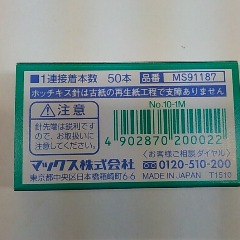 ■1連接着本数 50本 品番 MS91187
ホッチキス針は古紙の再生紙工程で支障ありません
注意
針先端は鋭利ですので、お取り扱いにご注意ください。
No.10-1M
4 902870 200022
マックス株式会社
東京都中央区日本橋箱崎町6-6
〈お客様ご相談ダイヤル〉
0120-510-200
MADE IN JAPAN T1510